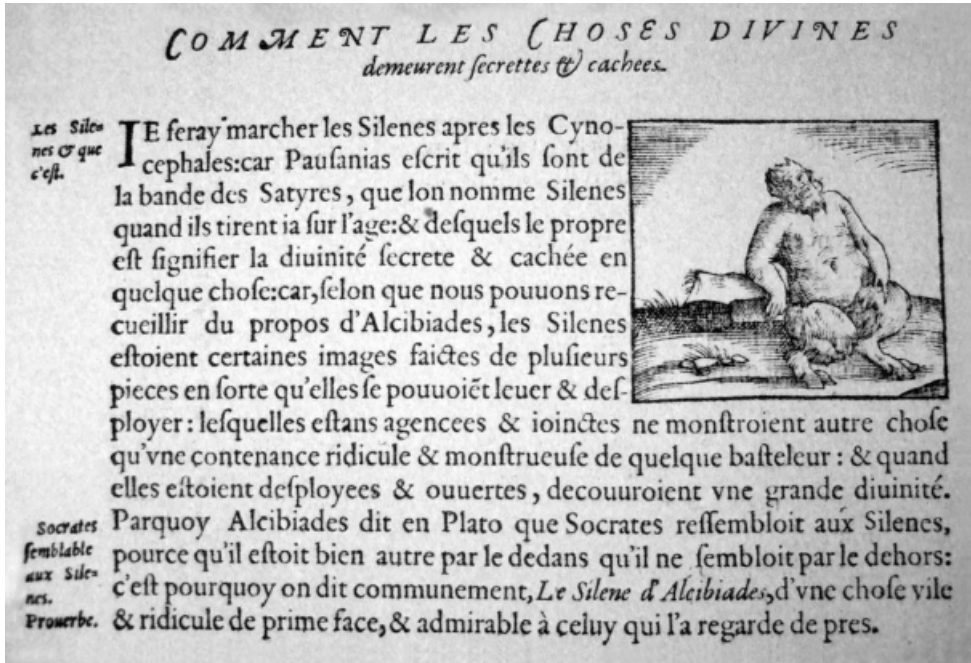 COMMENT LES CHOSES DIVINES
demeurent ſecrettes & cachees.
Les Sile-
nes & que
c'eſt.
IE feray marcher les Silenes apres les Cyno-
cephales:car Pauſanias eſcrit qu'ils ſont de
la bande des Satyres, que lon nomme Silenes
quand ils tirent ia ſur l'age:& deſquels le propre
eſt ſignifier la diuinité ſecrete & cachée en
quelque choſe:car,ſelon que nous pouuons re-
cueillir du propos d'Alcibiades,les Silenes
eſtoient certaines images faictes de pluſieurs
pieces en ſorte qu'elles ſe pouuoiẽt leuer & deſ-
ployer: leſquelles eſtans agencees & ioinctes ne monſtroient autre choſe
qu'vne contenance ridicule & monſtrueuſe de quelque baſteleur: & quand
elles eſtoient deſployees & ouuertes, decouuroient vne grande diuinité.
Parquoy Alcibiades dit en Plato que Socrates reſſembloit aux Silenes,
pource qu'il eſtoit bien autre par le dedans qu'il ne ſembloit par le dehors:
c'eſt pourquoy on dit communement, Le Silene d'Alcibiades,d'vne choſe vile
& ridicule de prime face,& admirable à celuy qui l'a regarde de pres.
Socrates
ſemblable
aux Sile-
nes.
Prouerbe.